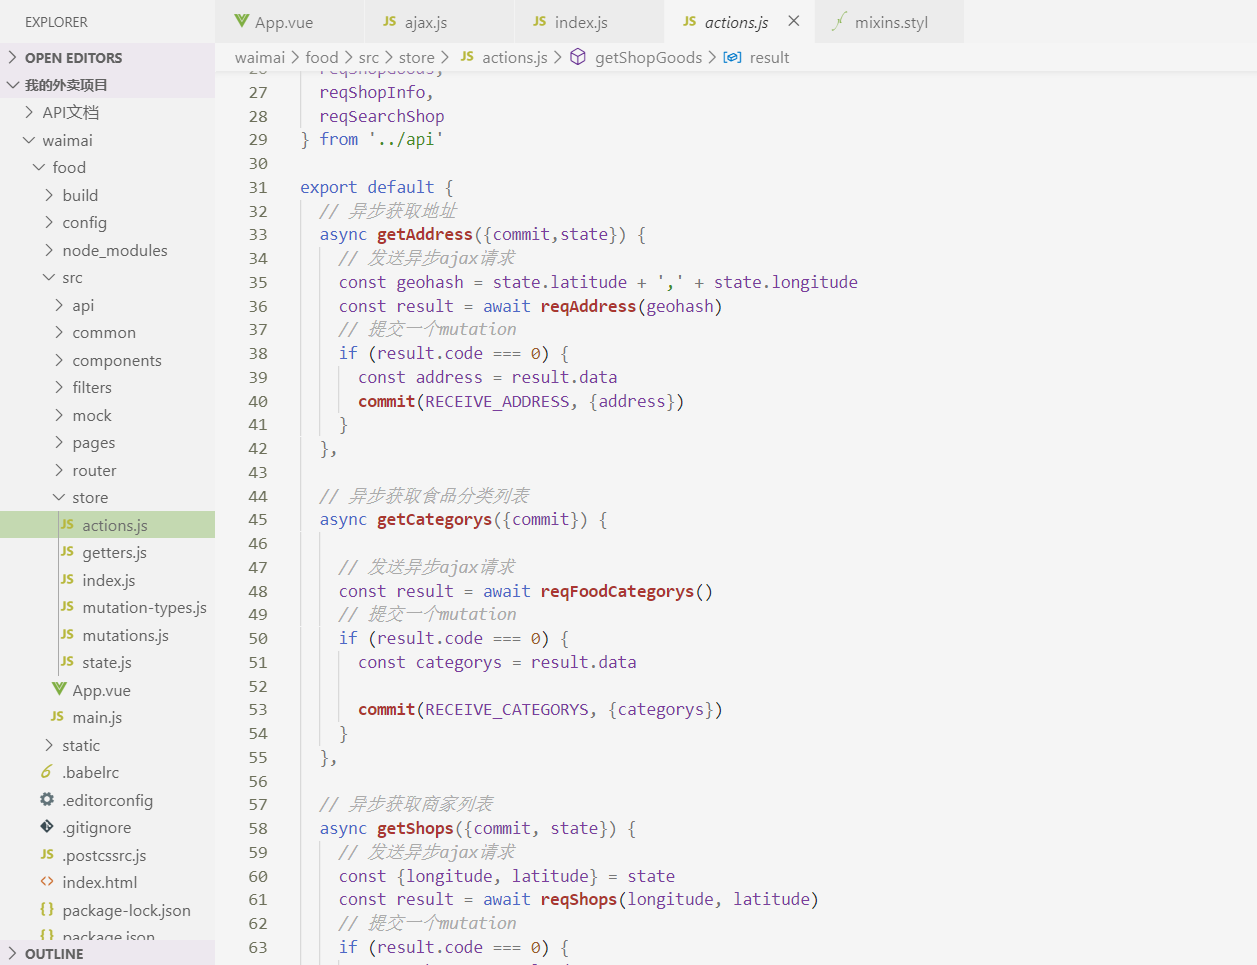 EXPLORER
OPEN EDITORS
我的外卖项目
API文档
waimai
food
build
config
node_modules
src
api
common
components
filters
mock
pages
router
store
JS actions.js
JS getters.js
JS index.js
JS mutation-types.js
JS mutations.js
JS state.js
App.vue
JS main.js
static
.babelrc
.editorconfig
.gitignore
JS .postcssrc.js
index.html
{} package-lock.json
{} package.json
OUTLINE
App.vue JS ajax.js JS index.js JS actions.js mixins.styl
waimai > food > src > store > JS actions.js > getShopGoods > result
26 reqShopGoods,
27 reqShopInfo,
28 reqSearchShop
29 } from '../api'
30
31 export default {
32 // 异步获取地址
33 async getAddress({commit,state}) {
34 // 发送异步ajax请求
35 const geohash = state.latitude + ',' + state.longitude
36 const result = await reqAddress(geohash)
37 // 提交一个mutation
38 if (result.code === 0) {
39 const address = result.data
40 commit(RECEIVE_ADDRESS, {address})
41 }
42 },
43
44 // 异步获取食品分类列表
45 async getCategorys({commit}) {
46
47 // 发送异步ajax请求
48 const result = await reqFoodCategorys()
49 // 提交一个mutation
50 if (result.code === 0) {
51 const categorys = result.data
52
53 commit(RECEIVE_CATEGORYS, {categorys})
54 }
55 },
56
57 // 异步获取商家列表
58 async getShops({commit, state}) {
59 // 发送异步ajax请求
60 const {longitude, latitude} = state
61 const result = await reqShops(longitude, latitude)
62 // 提交一个mutation
63 if (result.code === 0) {